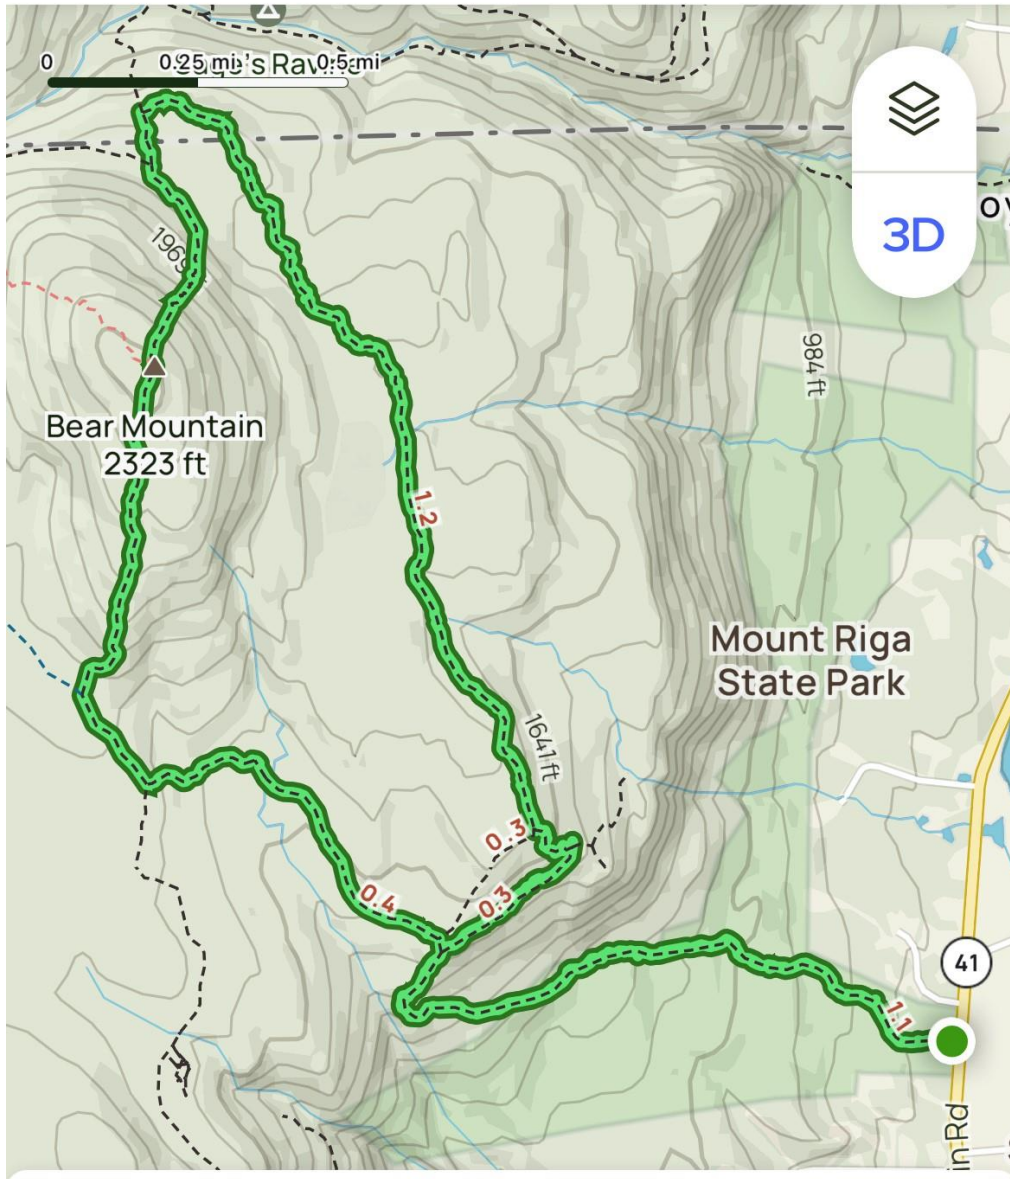 0
0.25 mi
0.5 mi
3D
1969
Bear Mountain
2323 ft
984 ft
1.2
Mount Riga
State Park
1641 ft
0.3
0.4
0.3
41
1.1